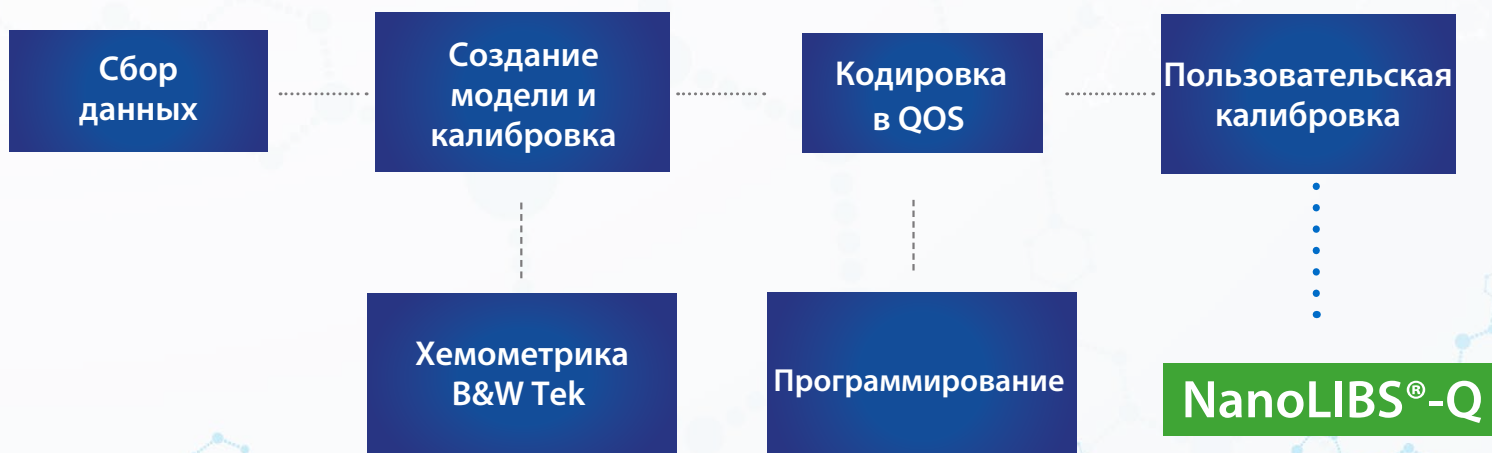 Сбор
данных
Создание
модели и
калибровка
Кодировка
в QOS
Пользовательская
калибровка
Хемометрика
B&W Tek
Программирование
NanoLIBS®-Q